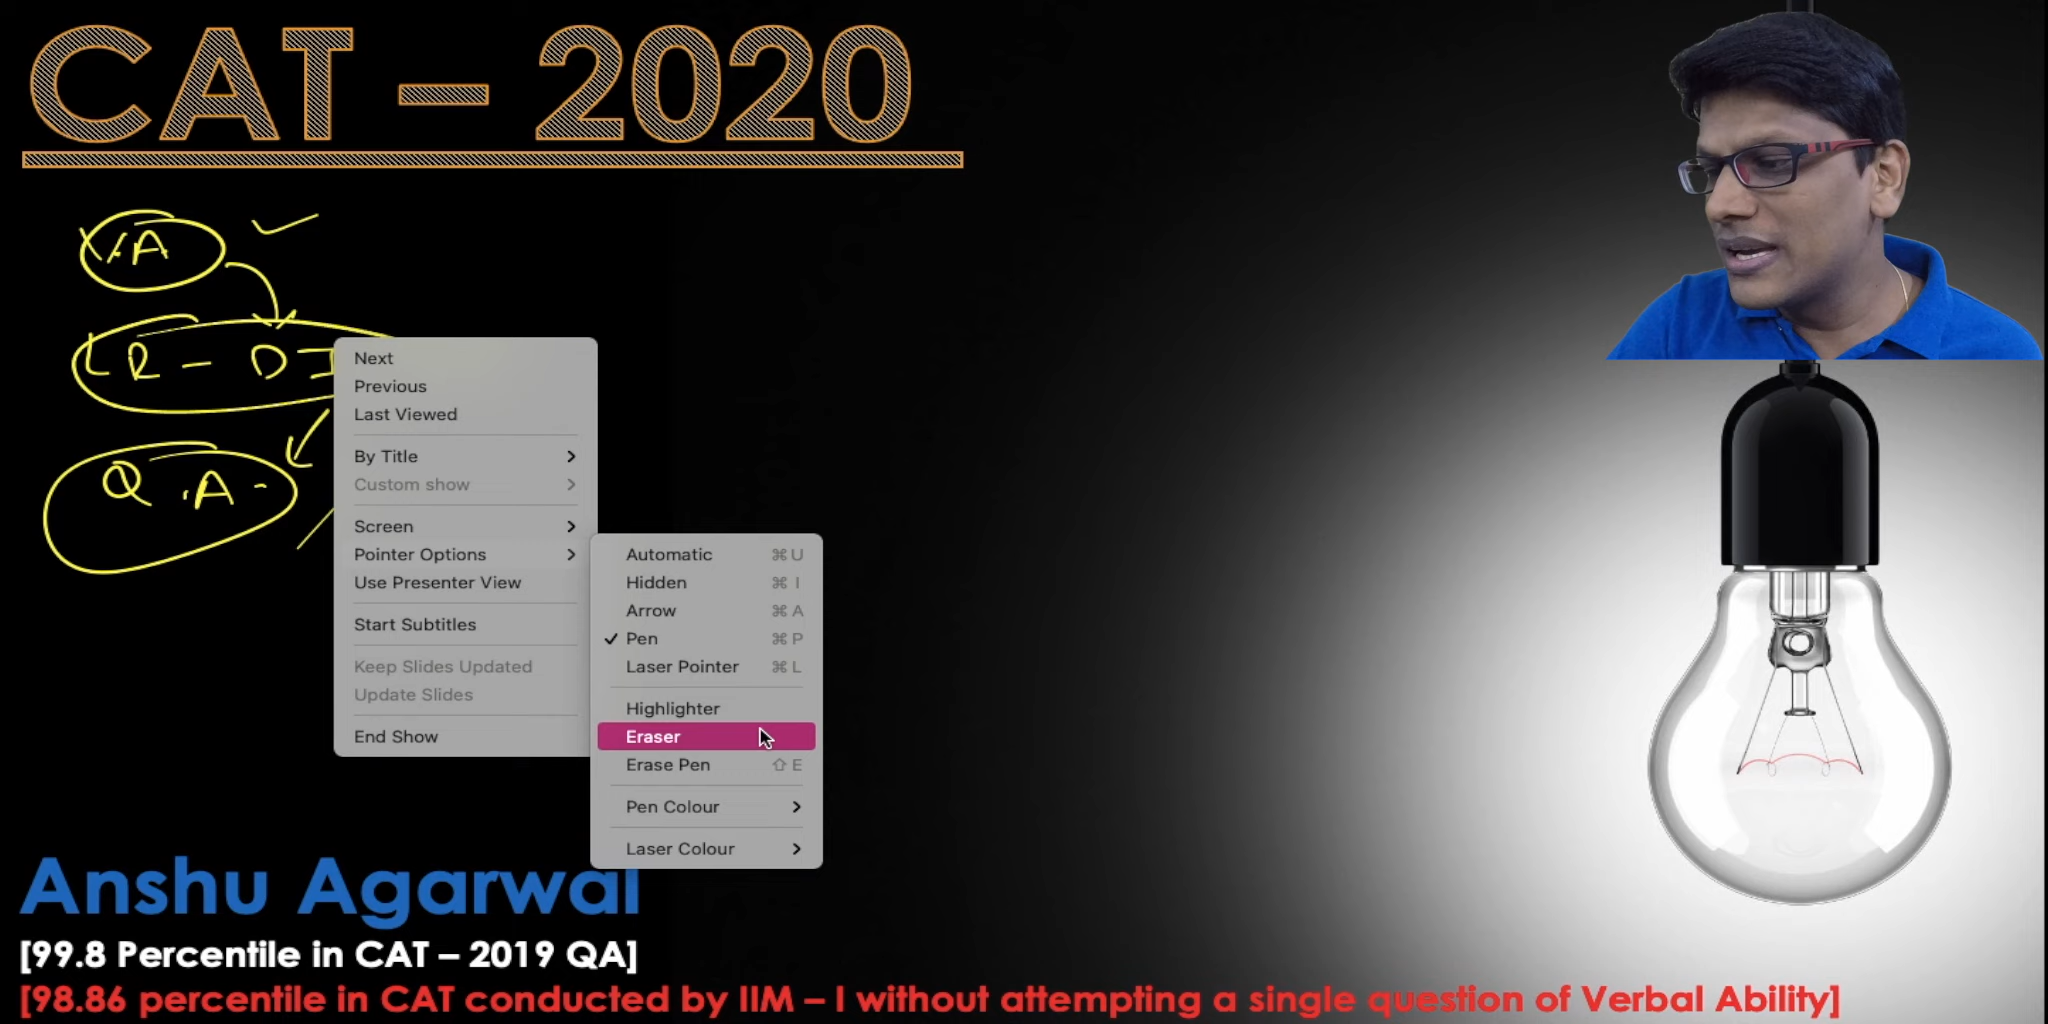 CAT – 2020
V.A
LR - DI
Q.A.
Next
Previous
Last Viewed
By Title
Custom show
Screen
Pointer Options
Use Presenter View
Start Subtitles
Keep Slides Updated
Update Slides
End Show
Automatic ⌘ U
Hidden ⌘ I
Arrow ⌘ A
✓ Pen ⌘ P
Laser Pointer ⌘ L
Highlighter
Eraser
Erase Pen ⇧ E
Pen Colour
Laser Colour
Anshu Agarwal
[99.8 Percentile in CAT – 2019 QA]
[98.86 percentile in CAT conducted by IIM – I without attempting a single question of Verbal Ability]